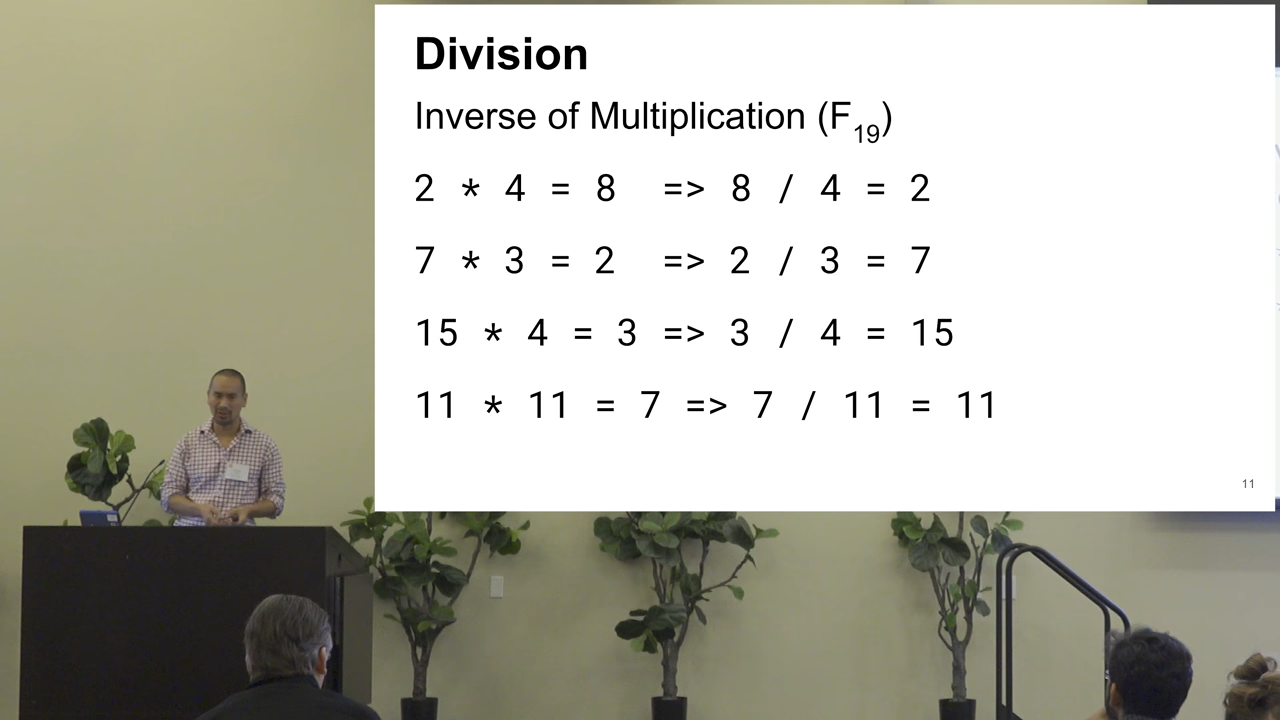 Division
Inverse of Multiplication (F19)
2 * 4 = 8 => 8 / 4 = 2
7 * 3 = 2 => 2 / 3 = 7
15 * 4 = 3 => 3 / 4 = 15
11 * 11 = 7 => 7 / 11 = 11
11